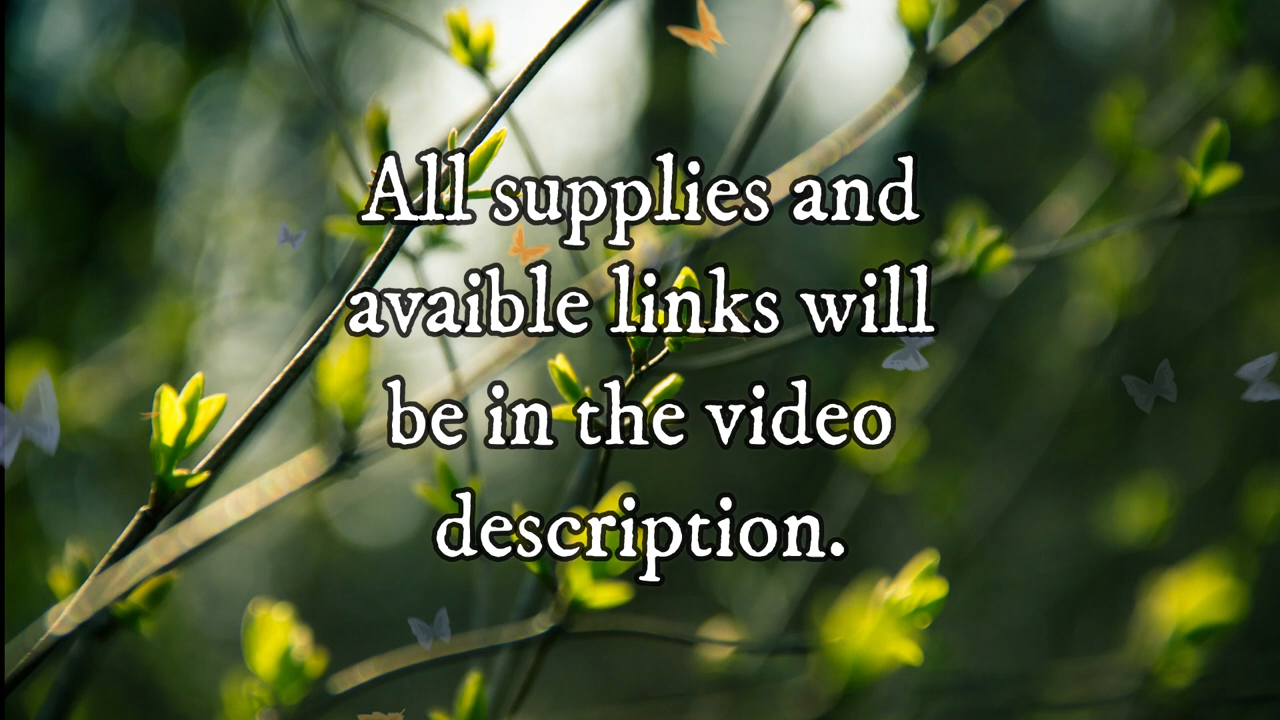 All supplies and
avaible links will
be in the video
description.